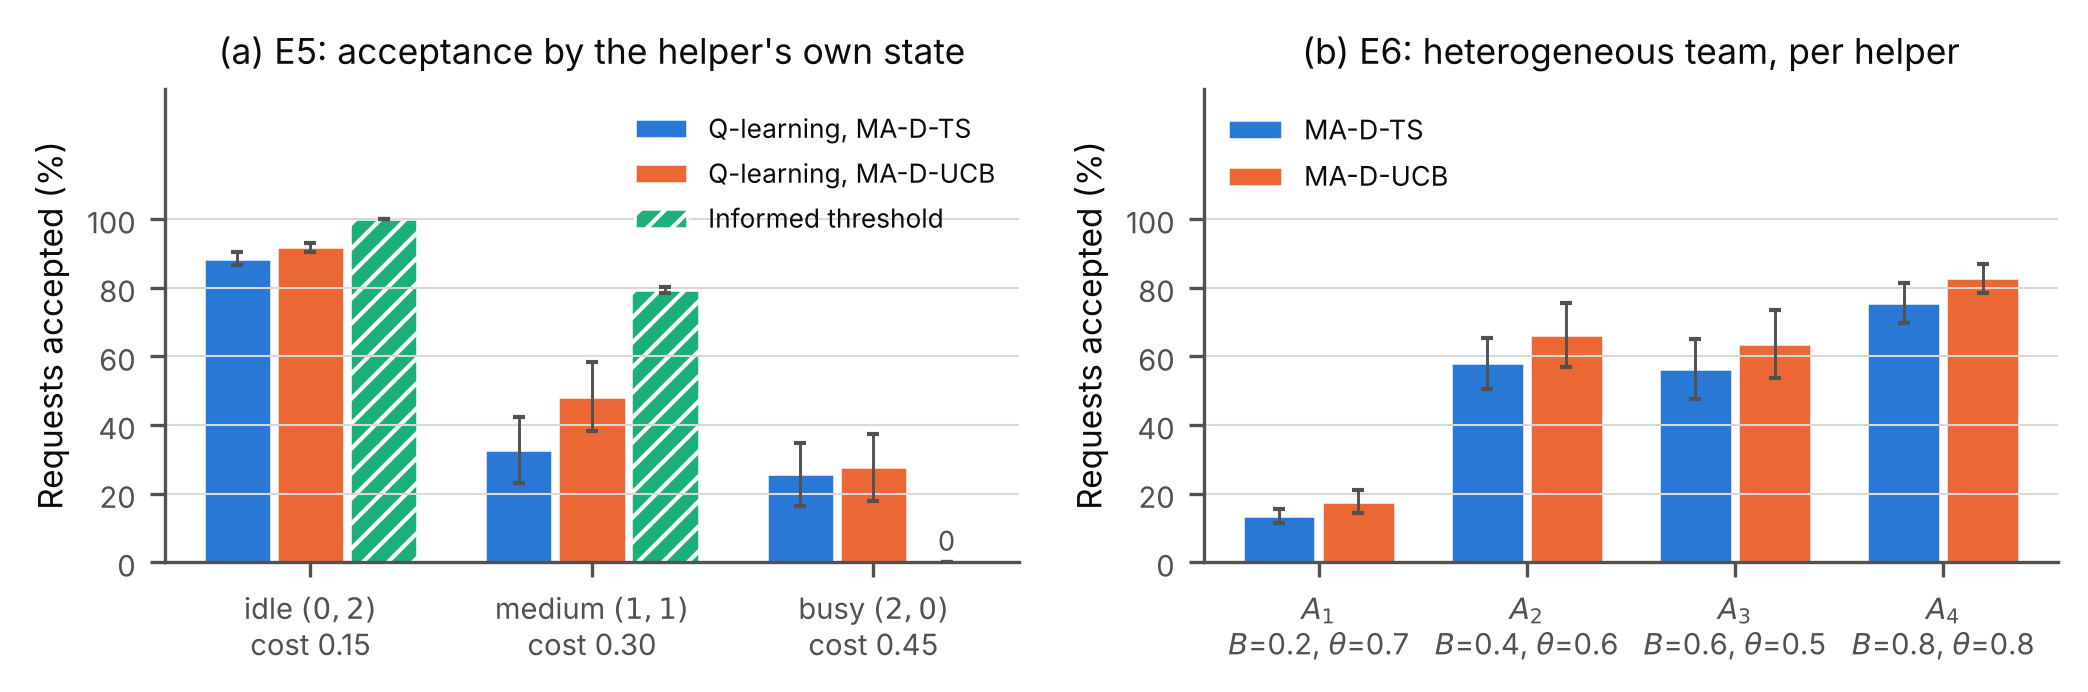 (a) E5: acceptance by the helper's own state
Requests accepted (%)
100
80
60
40
20
0
Q-learning, MA-D-TS
Q-learning, MA-D-UCB
Informed threshold
0
idle (0, 2)
cost 0.15
medium (1, 1)
cost 0.30
busy (2, 0)
cost 0.45
(b) E6: heterogeneous team, per helper
Requests accepted (%)
100
80
60
40
20
0
MA-D-TS
MA-D-UCB
A₁
B=0.2, θ=0.7
A₂
B=0.4, θ=0.6
A₃
B=0.6, θ=0.5
A₄
B=0.8, θ=0.8